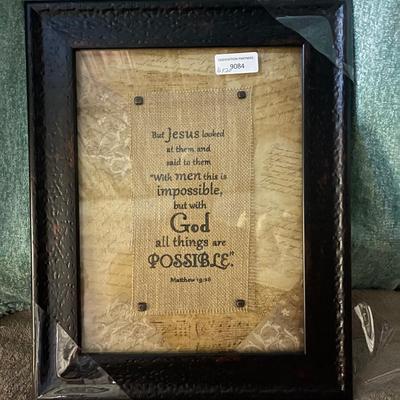 9084
But Jesus looked
at them and
said to them
"With men this is
impossible,
but with
God
all things are
POSSIBLE."
Matthew 19:26